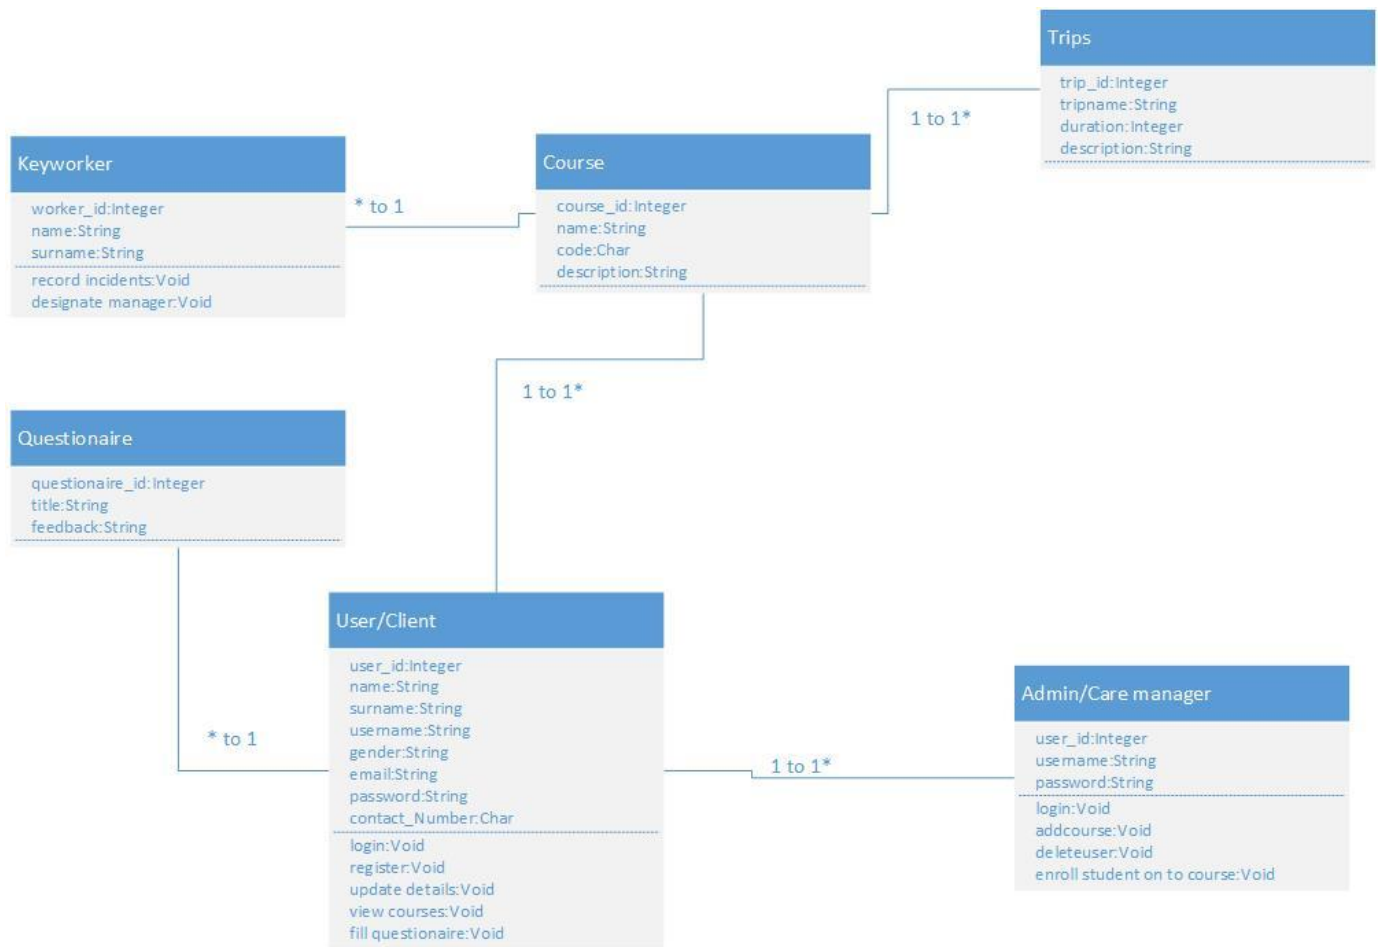 Trips
trip_id:Integer
tripname:String
duration:Integer
description:String
1 to 1*
Keyworker
worker_id:Integer
name:String
surname:String
record incidents:Void
designate manager:Void
* to 1
Course
course_id:Integer
name:String
code:Char
description:String
1 to 1*
Questionaire
questionaire_id:Integer
title:String
feedback:String
* to 1
User/Client
user_id:Integer
name:String
surname:String
username:String
gender:String
email:String
password:String
contact_Number:Char
login:Void
register:Void
update details:Void
view courses:Void
fill questionaire:Void
1 to 1*
Admin/Care manager
user_id:Integer
username:String
password:String
login:Void
addcourse:Void
deleteuser:Void
enroll student on to course:Void